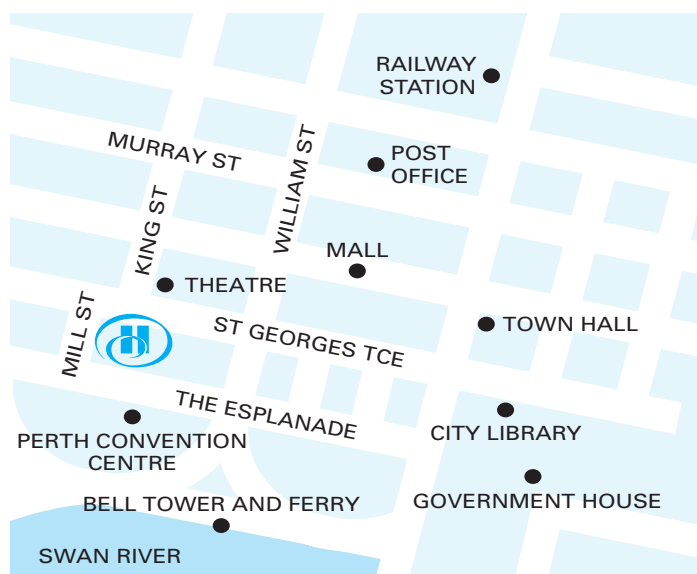 RAILWAY
STATION
MURRAY ST
WILLIAM ST
POST
OFFICE
KING ST
MALL
THEATRE
MILL ST
ST GEORGES TCE
TOWN HALL
THE ESPLANADE
PERTH CONVENTION
CENTRE
CITY LIBRARY
BELL TOWER AND FERRY
GOVERNMENT HOUSE
SWAN RIVER